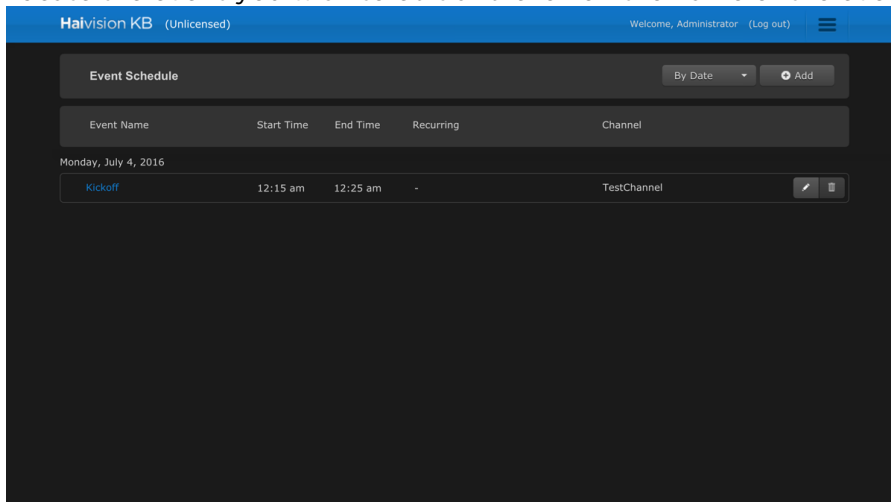 Haivision KB (Unlicensed) Welcome, Administrator (Log out)
Event Schedule By Date Add
Event Name Start Time End Time Recurring Channel
Monday, July 4, 2016
Kickoff 12:15 am 12:25 am - TestChannel